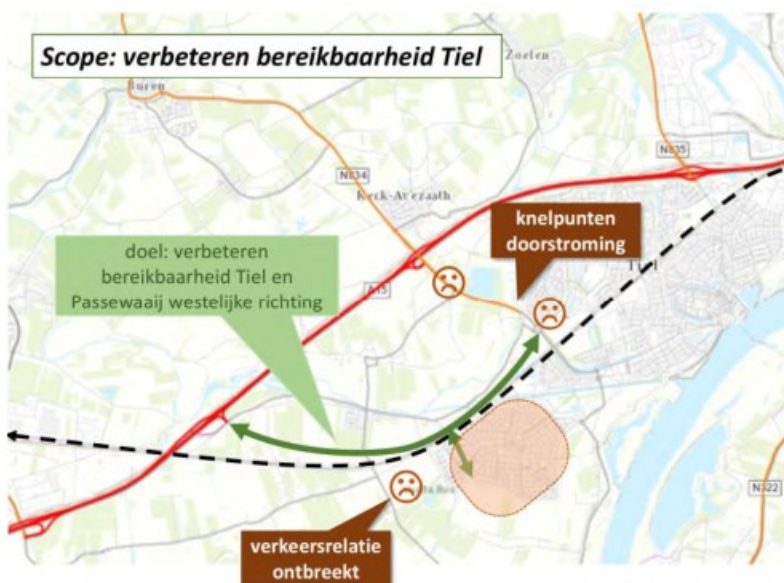 Scope: verbeteren bereikbaarheid Tiel
Zoelen
Buren
N835
N834
Kerk-Avezaath
knelpunten
doorstroming
doel: verbeteren
bereikbaarheid Tiel en
Passewaaij westelijke richting
Tiel
A15
N322
verkeersrelatie
ontbreekt